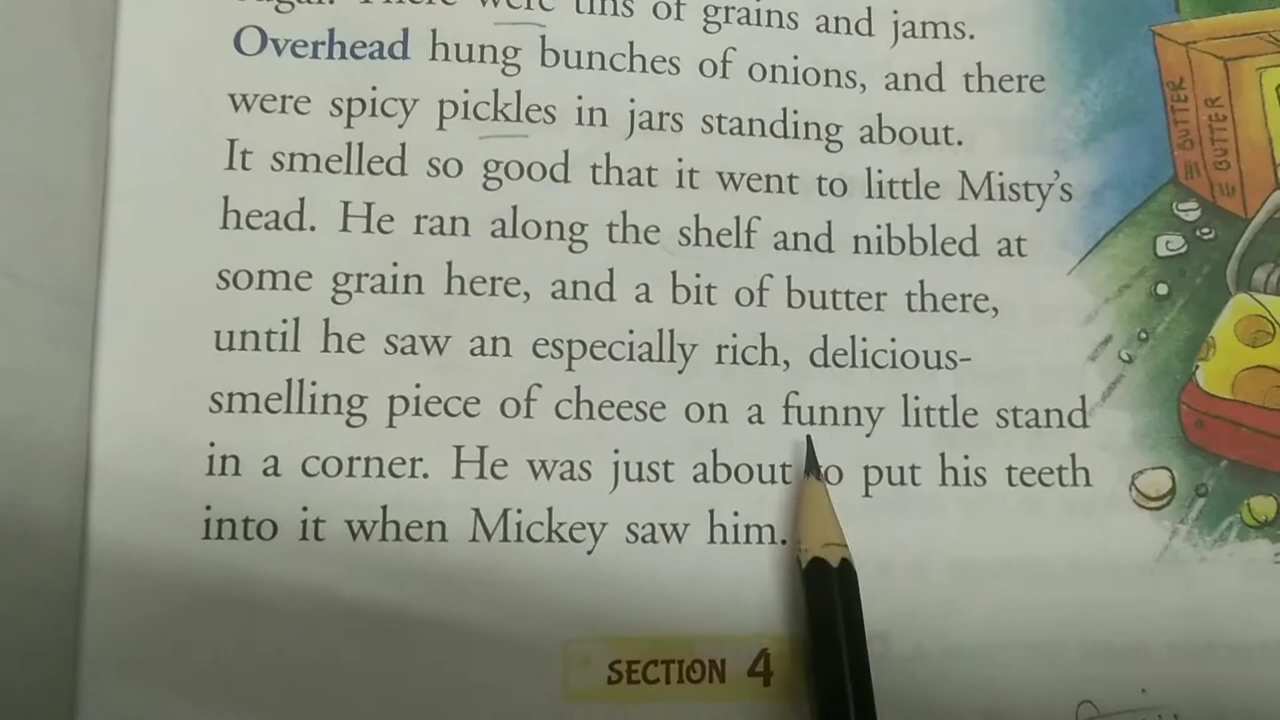 were tins of grains and jams.
Overhead hung bunches of onions, and there
were spicy pickles in jars standing about.
It smelled so good that it went to little Misty's
head. He ran along the shelf and nibbled at
some grain here, and a bit of butter there,
until he saw an especially rich, delicious-
smelling piece of cheese on a funny little stand
in a corner. He was just about to put his teeth
into it when Mickey saw him.
SECTION 4
BUTTER
BUTTER